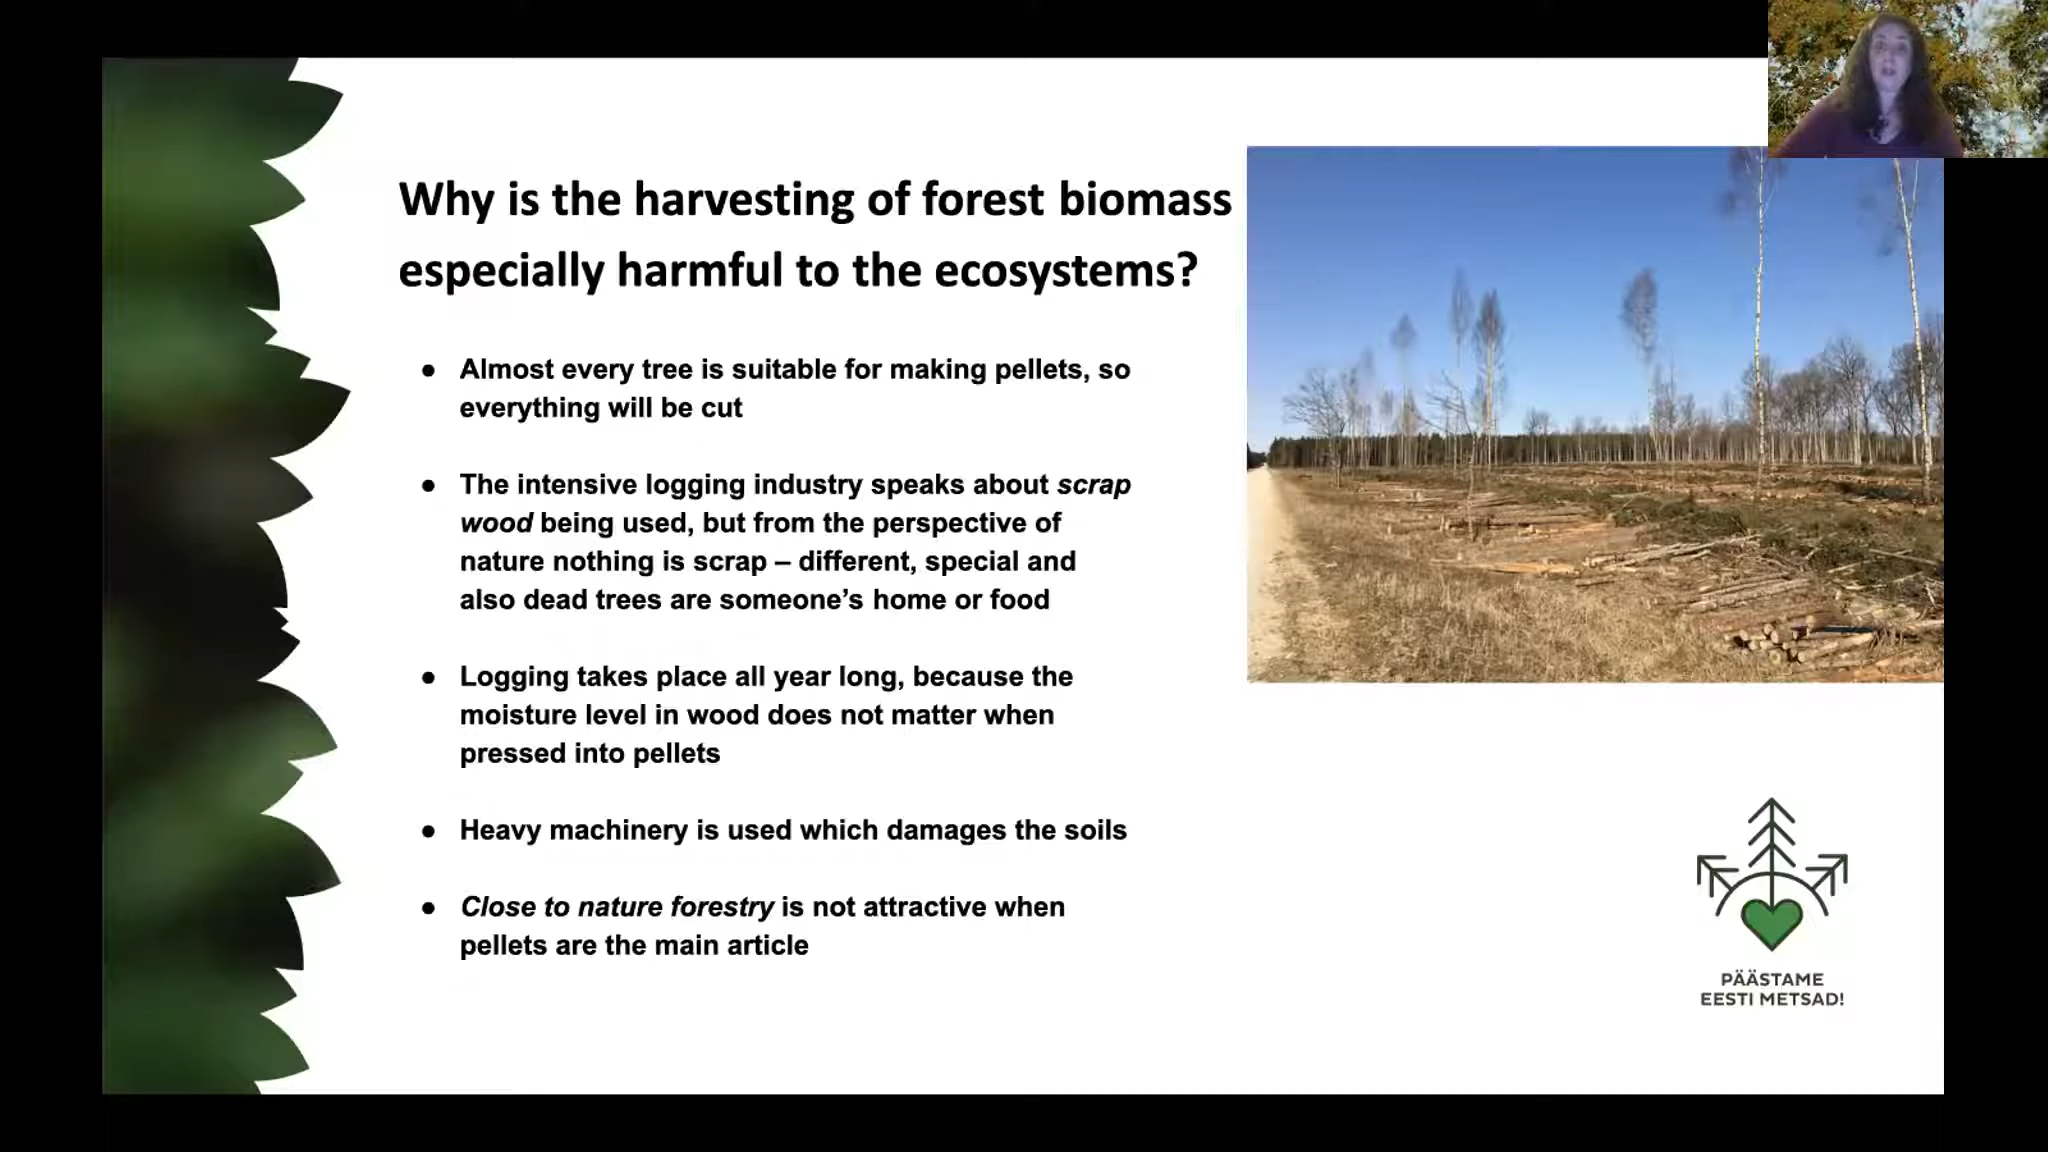 Why is the harvesting of forest biomass
especially harmful to the ecosystems?
● Almost every tree is suitable for making pellets, so
everything will be cut
● The intensive logging industry speaks about scrap
wood being used, but from the perspective of
nature nothing is scrap – different, special and
also dead trees are someone’s home or food
● Logging takes place all year long, because the
moisture level in wood does not matter when
pressed into pellets
● Heavy machinery is used which damages the soils
● Close to nature forestry is not attractive when
pellets are the main article
PÄÄSTAME
EESTI METSAD!